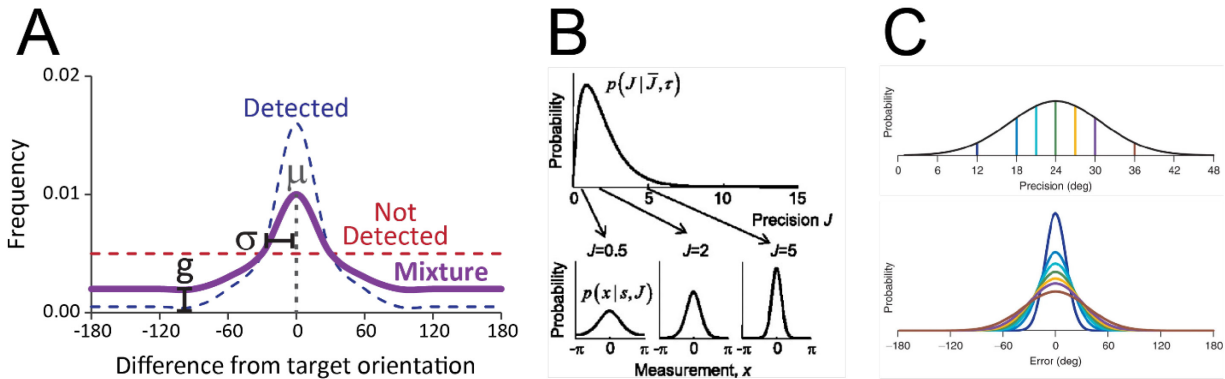 A
0.02
0.01
0.00
Frequency
Detected
μ
σ
g
Not
Detected
Mixture
-180
-60
0
60
120
180
Difference from target orientation
B
Probability
p(J | J̅, τ)
0
5
10
15
Precision J
J=0.5
J=2
J=5
Probability
p(x | s, J)
-π
0
π
-π
0
π
-π
0
π
Measurement, x
C
Probability
0
6
12
18
24
30
36
42
48
Precision (deg)
Probability
−180
−120
−60
0
60
120
180
Error (deg)